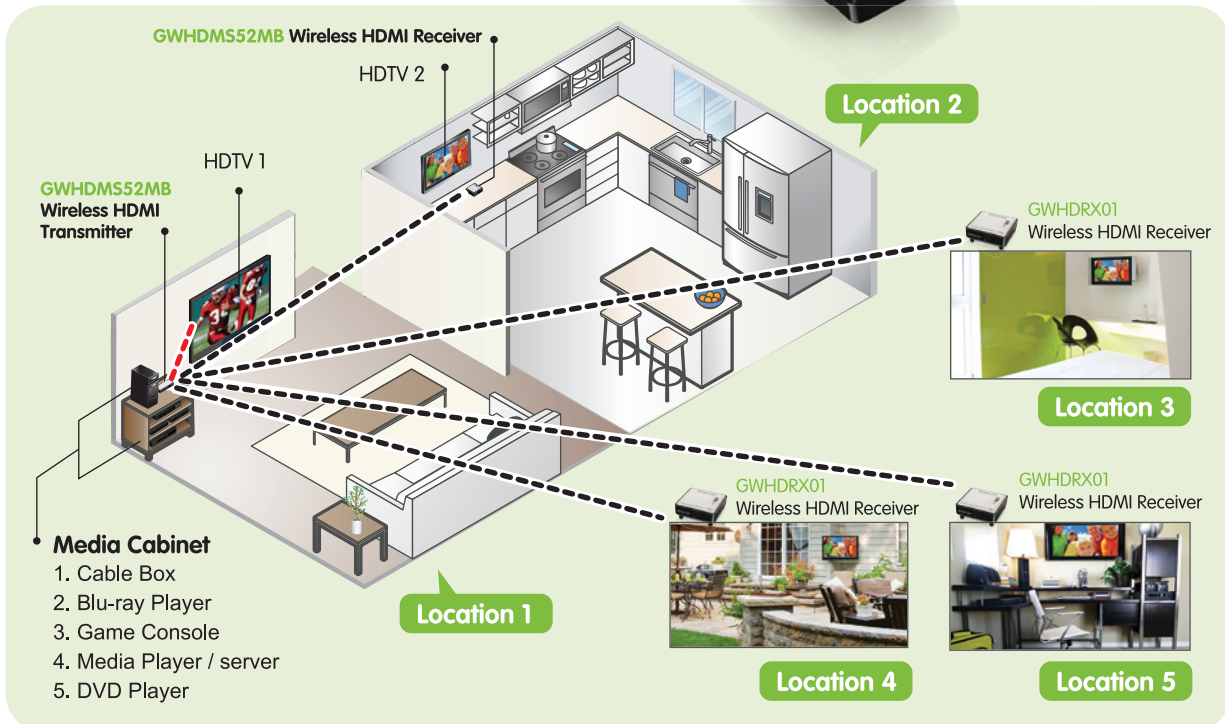 GWHDMS52MB Wireless HDMI Receiver
HDTV 2
Location 2
HDTV 1
GWHDMS52MB
Wireless HDMI
Transmitter
GWHDRX01
Wireless HDMI Receiver
Location 3
GWHDRX01
Wireless HDMI Receiver
GWHDRX01
Wireless HDMI Receiver
Media Cabinet
1. Cable Box
2. Blu-ray Player
3. Game Console
4. Media Player / server
5. DVD Player
Location 1
Location 4
Location 5